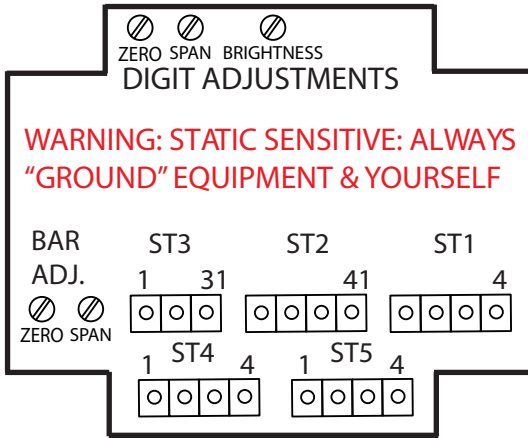 ZERO SPAN BRIGHTNESS
DIGIT ADJUSTMENTS
WARNING: STATIC SENSITIVE: ALWAYS
“GROUND” EQUIPMENT & YOURSELF
BAR ADJ.
ZERO SPAN
ST3 ST2 ST1
1 31 41 4
ST4 ST5
1 4 1 4